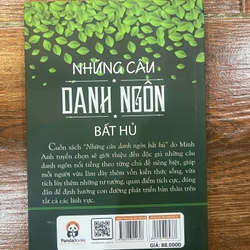 NHỮNG CÂU
DANH NGÔN
BẤT HỦ
Cuốn sách "Những câu danh ngôn bất hủ" do Minh
Anh tuyển chọn sẽ giới thiệu đến độc giả những câu
danh ngôn nổi tiếng theo từng chủ đề riêng biệt, giúp
mỗi người vừa làm đầy thêm vốn kiến thức sống, vừa
tích lũy thêm những tư tưởng, quan điểm tích cực, đúng
đắn để định hướng con đường phát triển bản thân trên
tất cả các lĩnh vực.
Pandabooks
GIÁ: 88.000Đ